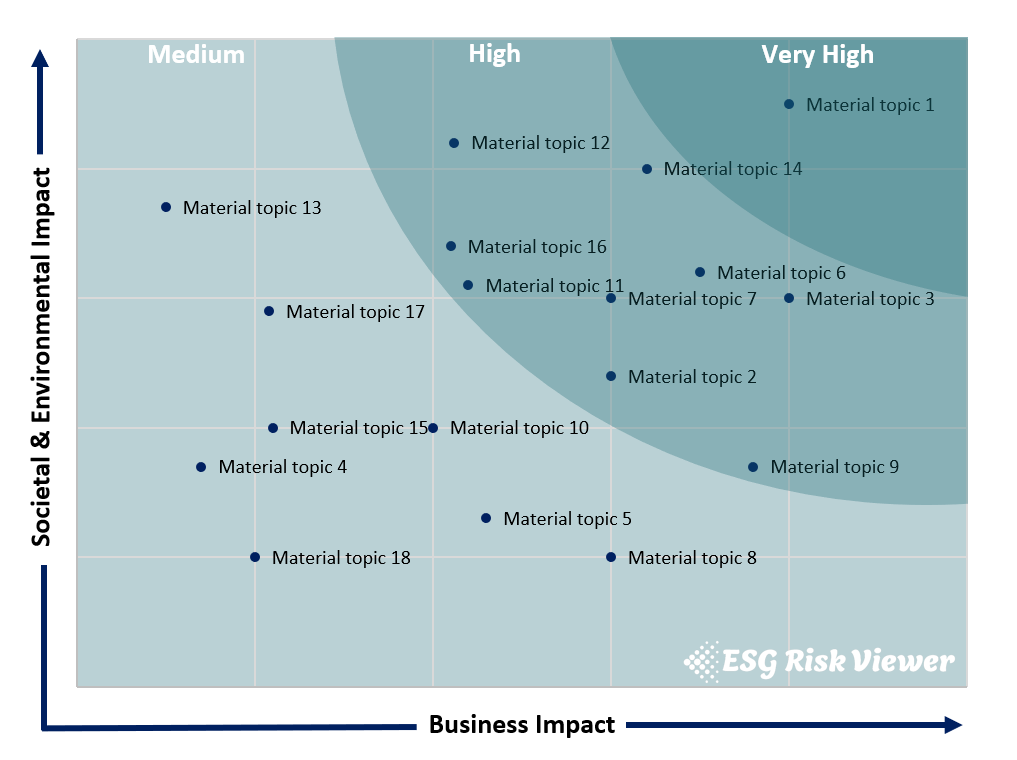 Medium
High
Very High
Material topic 1
Material topic 12
Material topic 14
Material topic 13
Material topic 16
Material topic 6
Material topic 11
Material topic 7
Material topic 3
Material topic 17
Material topic 2
Material topic 15
Material topic 10
Material topic 4
Material topic 9
Material topic 5
Material topic 18
Material topic 8
Societal & Environmental Impact
ESG Risk Viewer
Business Impact